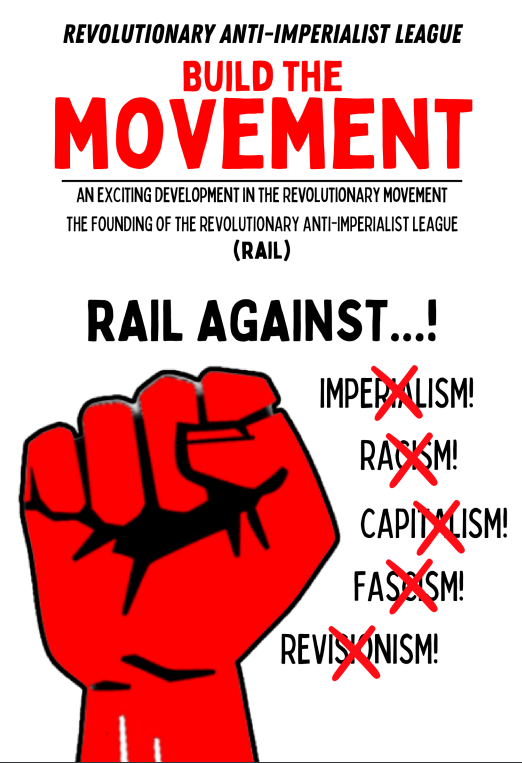 REVOLUTIONARY ANTI-IMPERIALIST LEAGUE
BUILD THE
MOVEMENT
AN EXCITING DEVELOPMENT IN THE REVOLUTIONARY MOVEMENT
THE FOUNDING OF THE REVOLUTIONARY ANTI-IMPERIALIST LEAGUE
(RAIL)
RAIL AGAINST...!
IMPERIALISM!
RACISM!
CAPITALISM!
FASCISM!
REVISIONISM!